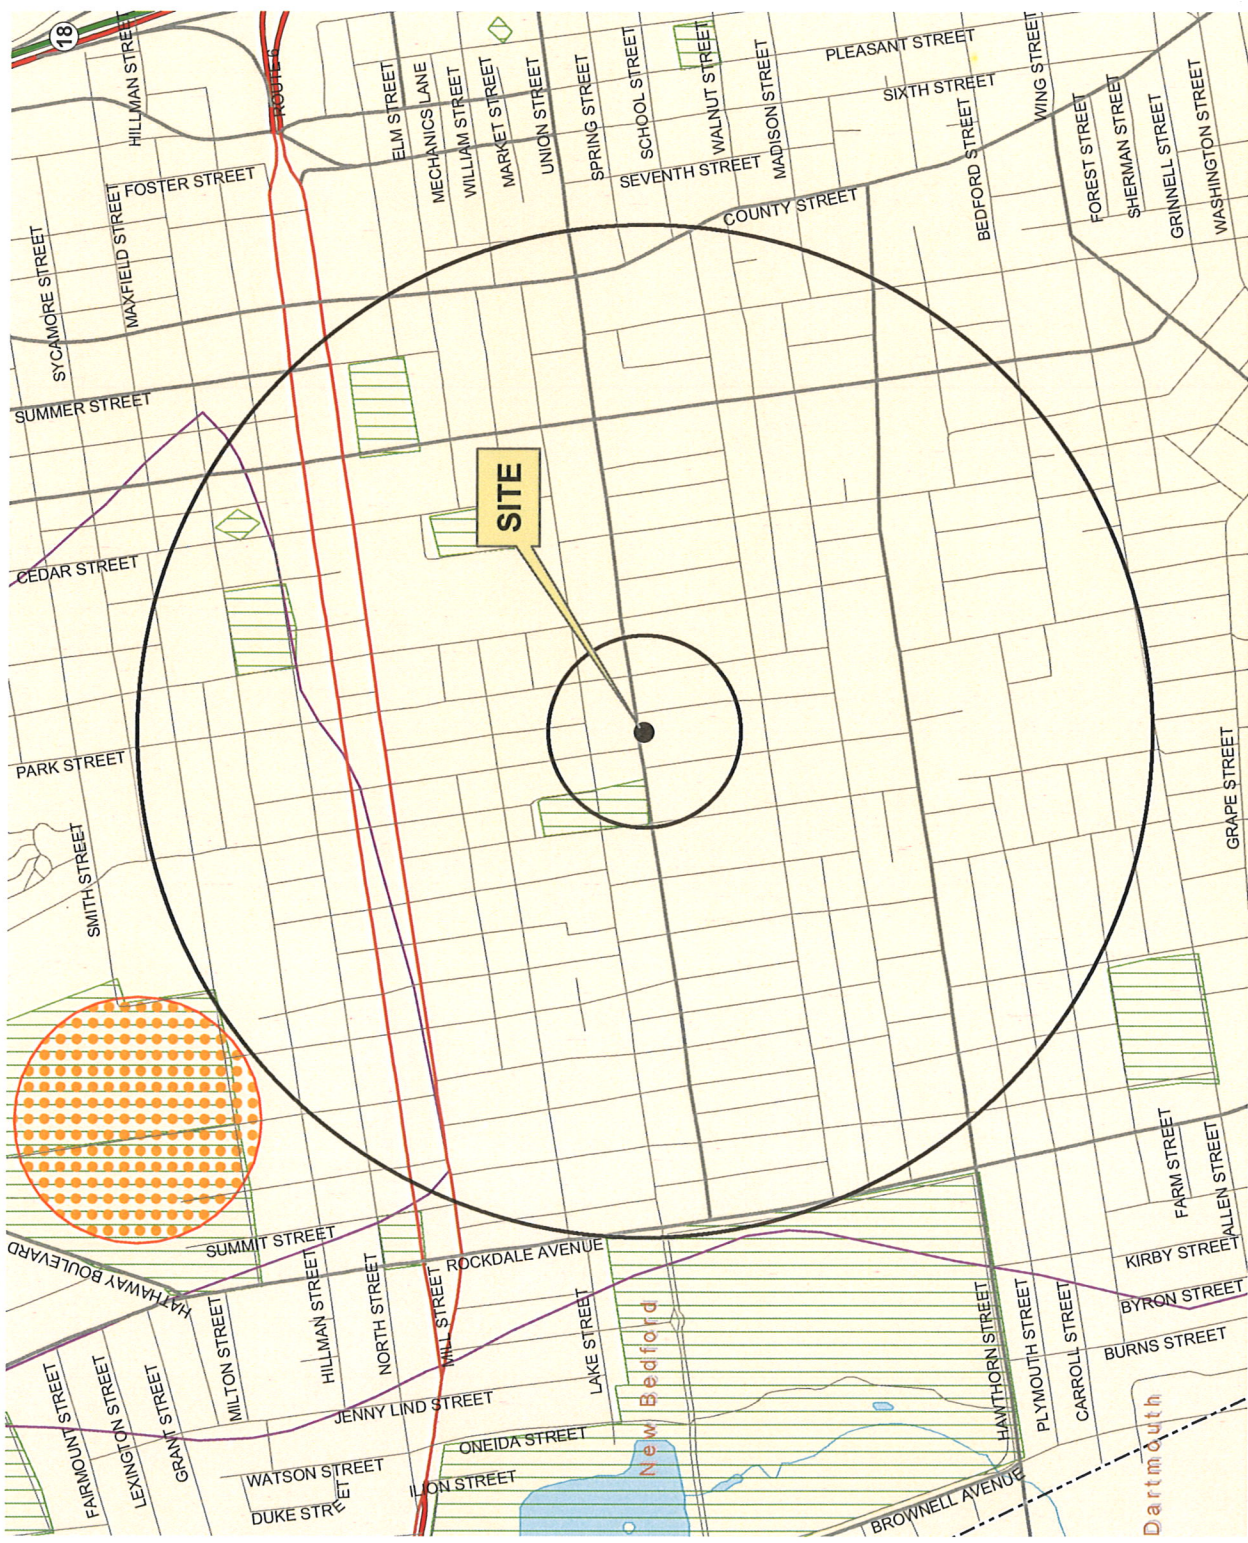 18
HILLMAN STREET
ROUTE 6
ELM STREET
MECHANICS LANE
WILLIAM STREET
MARKET STREET
UNION STREET
SPRING STREET
SCHOOL STREET
WALNUT STREET
MADISON STREET
PLEASANT STREET
SIXTH STREET
WING STREET
BEDFORD STREET
FOREST STREET
SHERMAN STREET
GRINNELL STREET
WASHINGTON STREET
FOSTER STREET
SEVENTH STREET
COUNTY STREET
SYCAMORE STREET
MAXFIELD STREET
SUMMER STREET
SITE
CEDAR STREET
PARK STREET
SMITH STREET
GRAPE STREET
HATHAWAY BOULEVARD
SUMMIT STREET
ROCKDALE AVENUE
FARM STREET
ALLEN STREET
KIRBY STREET
BYRON STREET
BURNS STREET
MILTON STREET
HILLMAN STREET
NORTH STREET
MILL STREET
LAKE STREET
New Bedford
HAWTHORN STREET
PLYMOUTH STREET
CARROLL STREET
FAIRMOUNT STREET
LEXINGTON STREET
GRANT STREET
JENNY LIND STREET
ONEIDA STREET
WATSON STREET
ILION STREET
DUKE STREET
BROWNELL AVENUE
Dartmouth